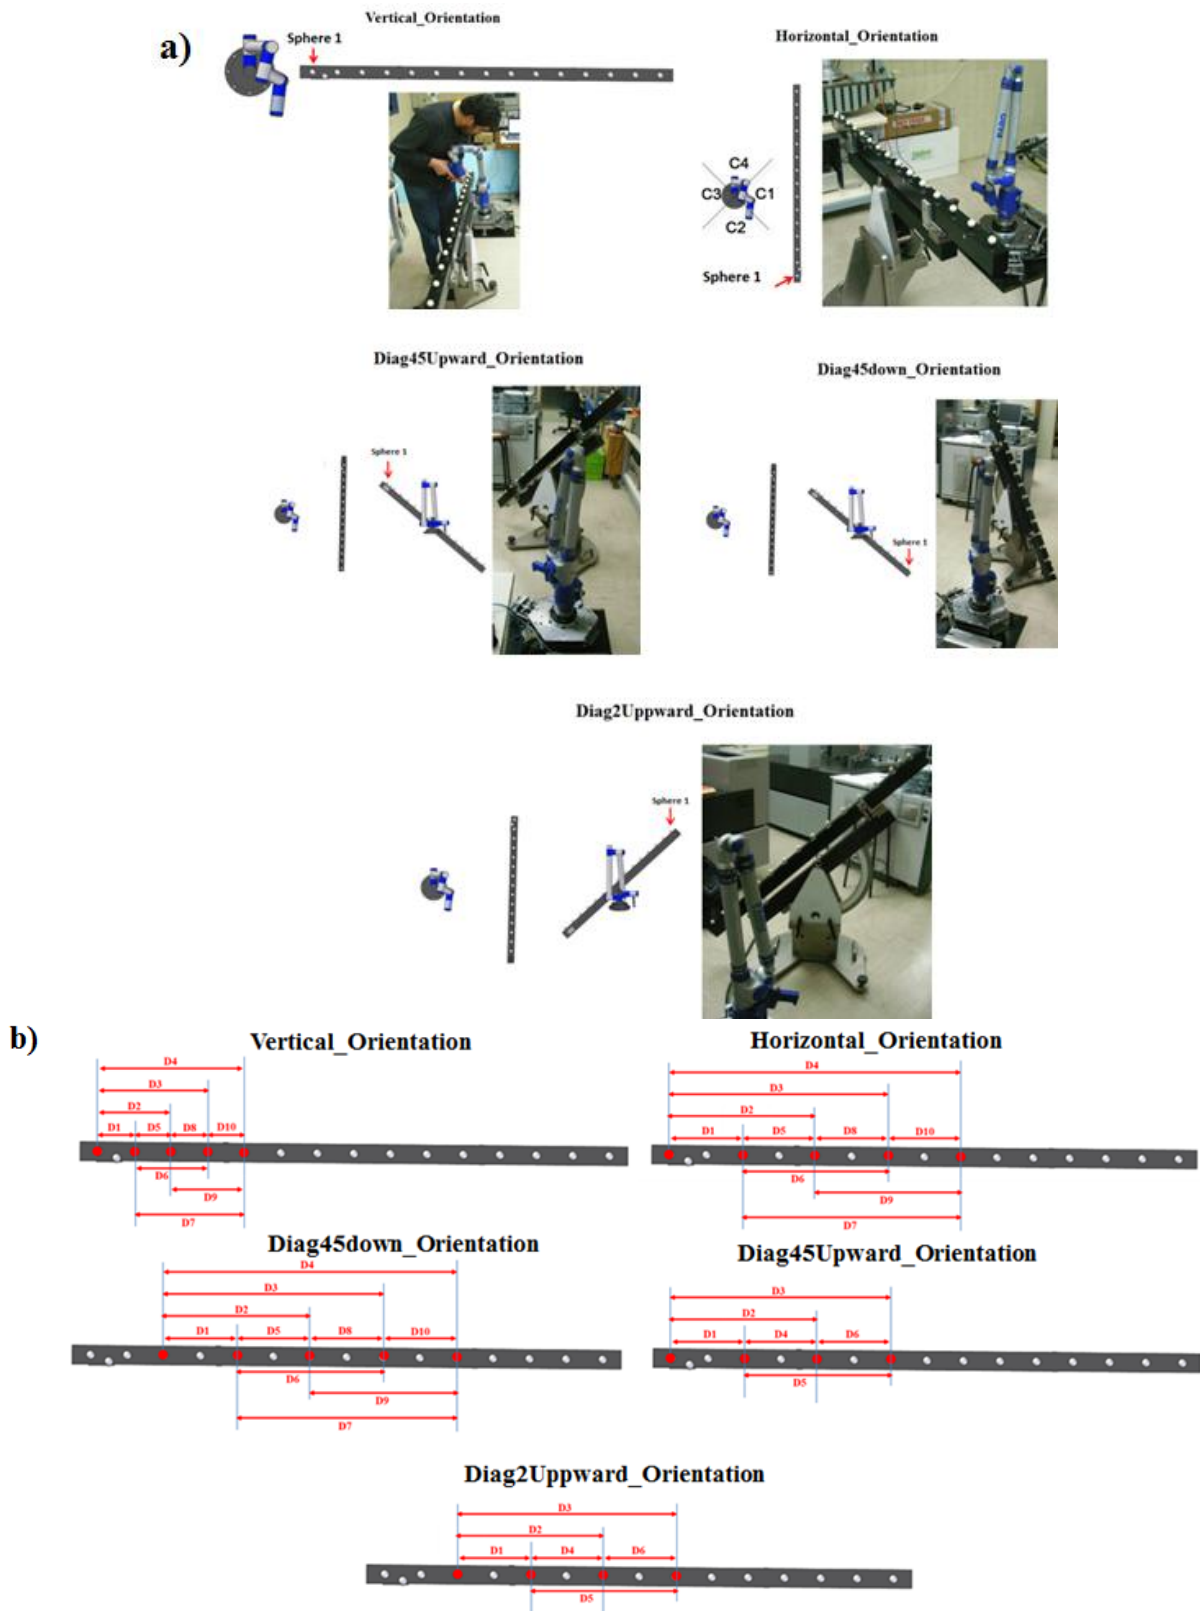 a)
Vertical_Orientation
Sphere 1
Horizontal_Orientation
C4
C3
C1
C2
Sphere 1
FARO
Diag45Upward_Orientation
Sphere 1
Diag45down_Orientation
Sphere 1
Diag2Uppward_Orientation
Sphere 1
b)
Vertical_Orientation
D4
D3
D2
D1 D5 D8 D10
D6
D9
D7
Horizontal_Orientation
D4
D3
D2
D1 D5 D8 D10
D6
D9
D7
Diag45down_Orientation
D4
D3
D2
D1 D5 D8 D10
D6
D9
D7
Diag45Upward_Orientation
D3
D2
D1 D4 D6
D5
Diag2Uppward_Orientation
D3
D2
D1 D4 D6
D5